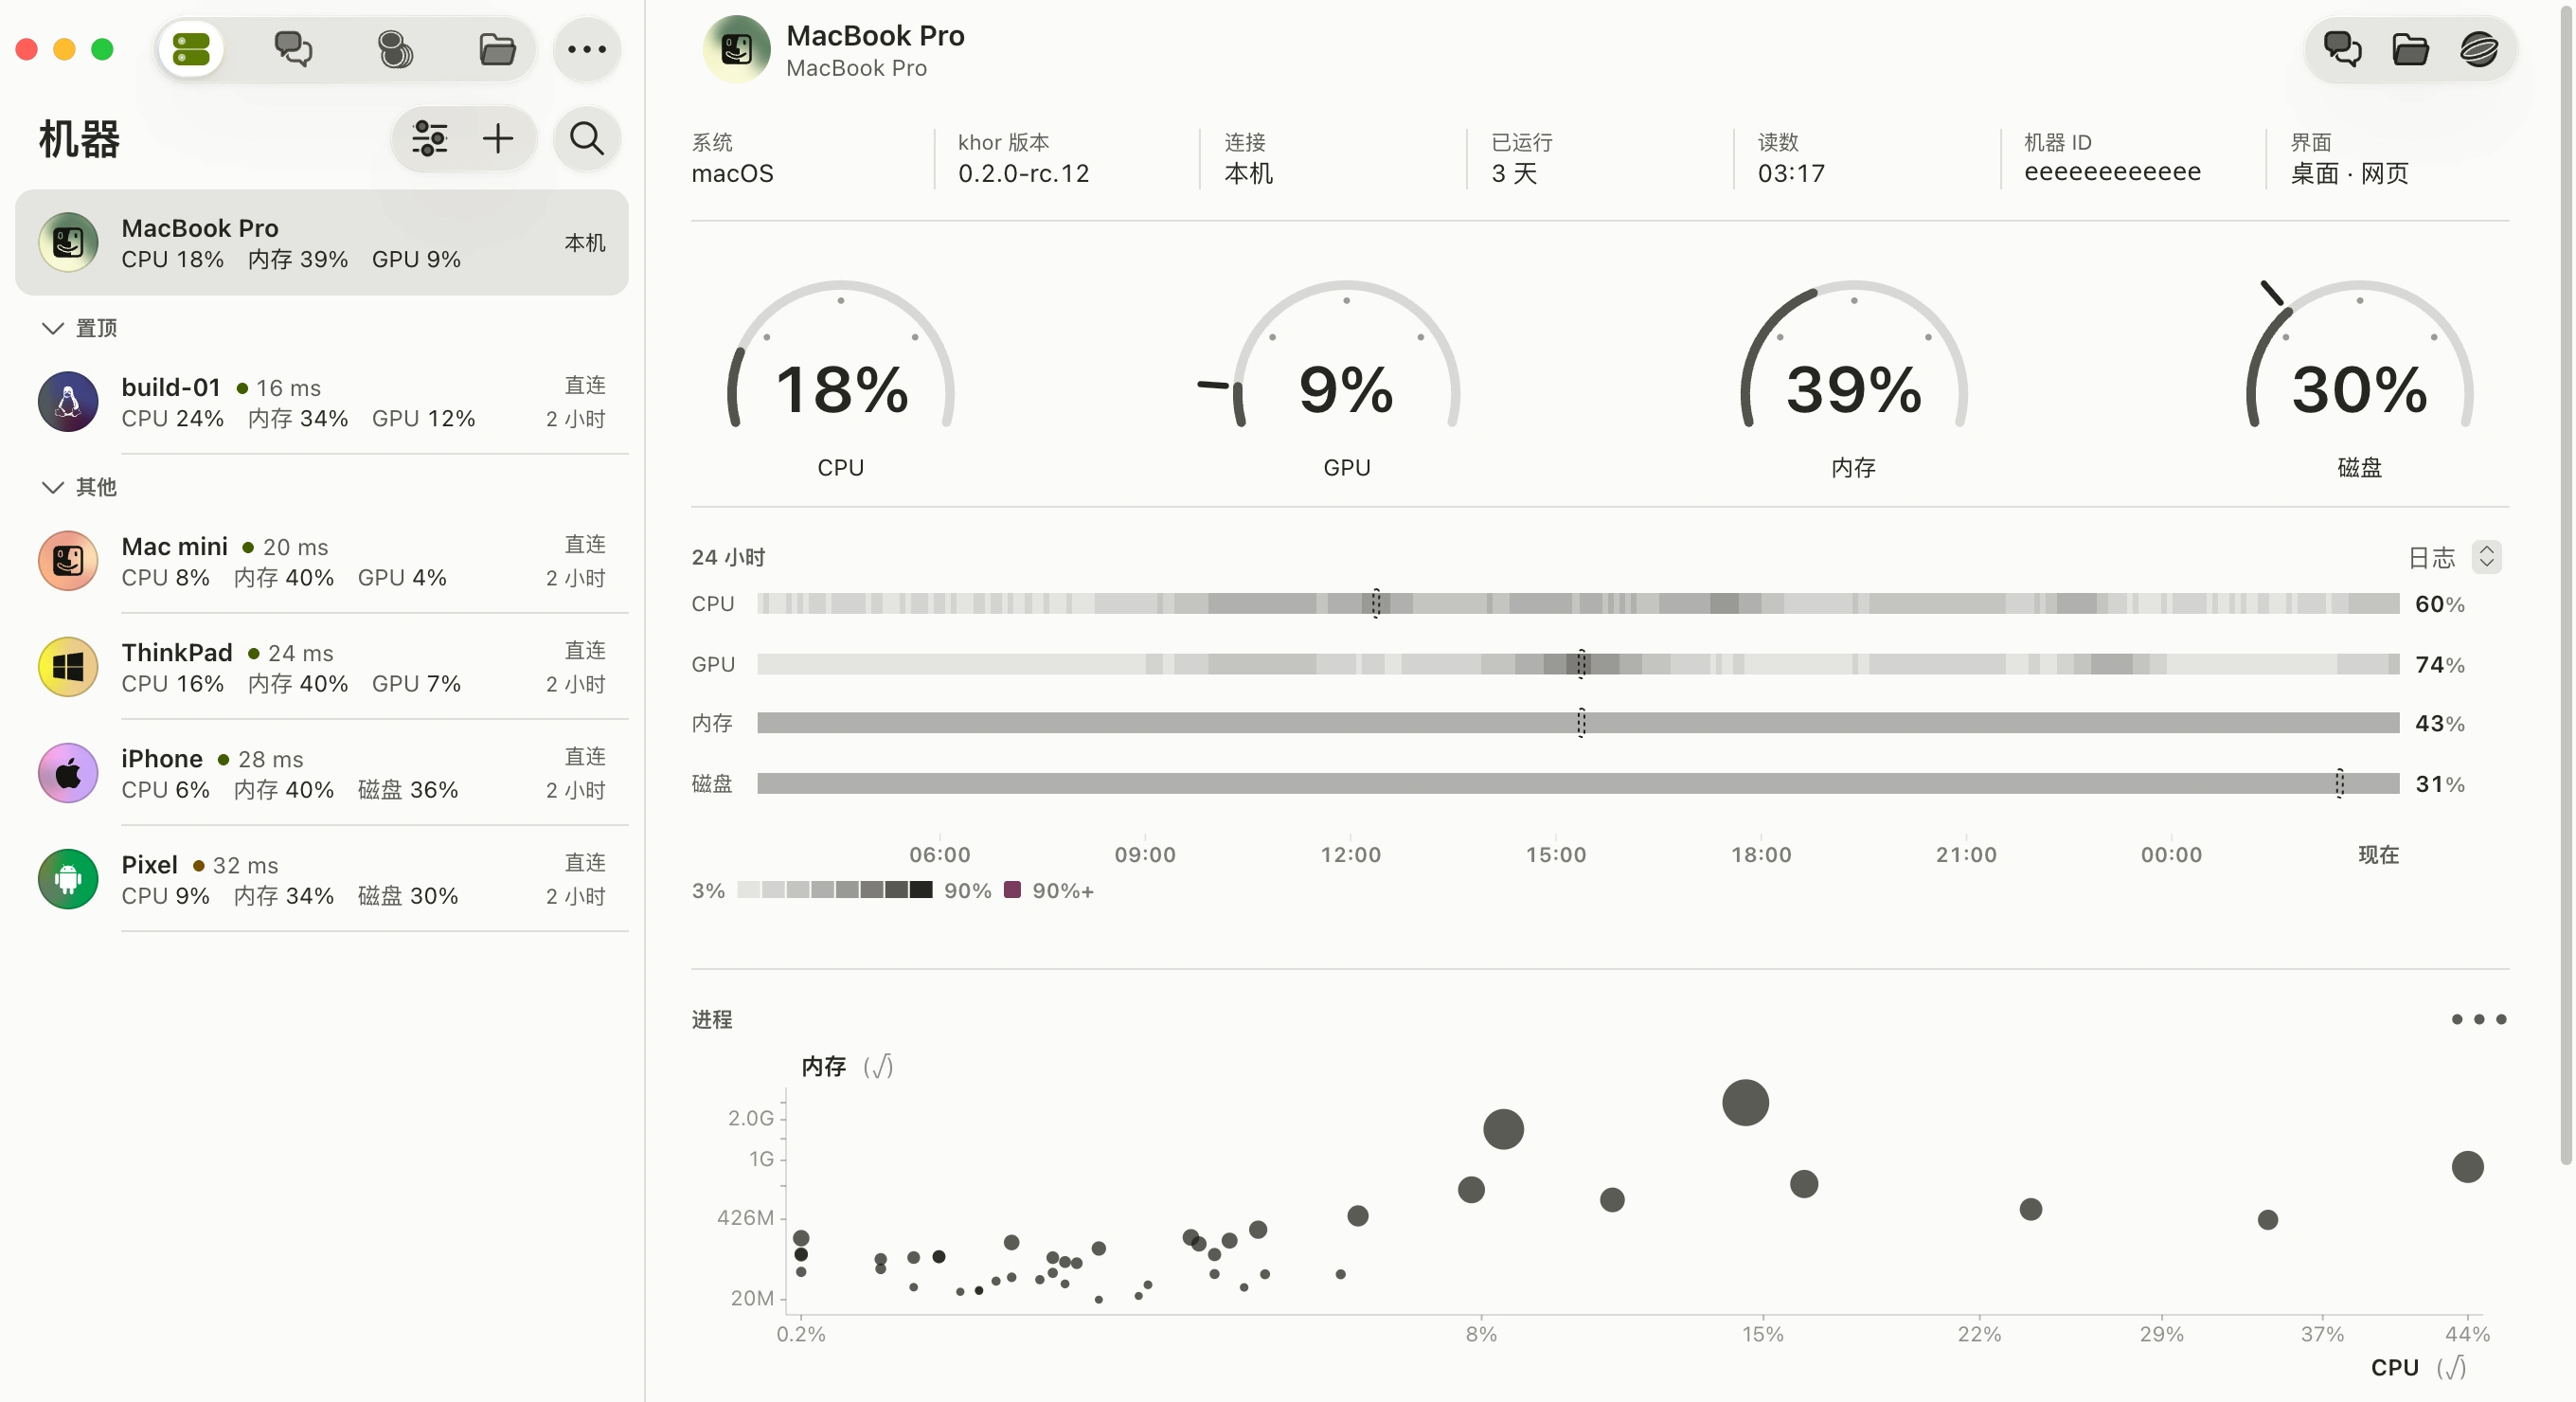 机器
MacBook Pro
CPU 18% 内存 39% GPU 9%
本机
置顶
build-01 16 ms 直连
CPU 24% 内存 34% GPU 12% 2 小时
其他
Mac mini 20 ms 直连
CPU 8% 内存 40% GPU 4% 2 小时
ThinkPad 24 ms 直连
CPU 16% 内存 40% GPU 7% 2 小时
iPhone 28 ms 直连
CPU 6% 内存 40% 磁盘 36% 2 小时
Pixel 32 ms 直连
CPU 9% 内存 34% 磁盘 30% 2 小时
MacBook Pro
MacBook Pro
系统 khor 版本 连接 已运行 读数 机器 ID 界面
macOS 0.2.0-rc.12 本机 3 天 03:17 eeeeeeeeeeee 桌面 · 网页
18% 9% 39% 30%
CPU GPU 内存 磁盘
24 小时 日志
CPU 60%
GPU 74%
内存 43%
磁盘 31%
06:00 09:00 12:00 15:00 18:00 21:00 00:00 现在
3% 90% 90%+
进程
内存 (√)
2.0G
1G
426M
20M
0.2% 8% 15% 22% 29% 37% 44%
CPU (√)